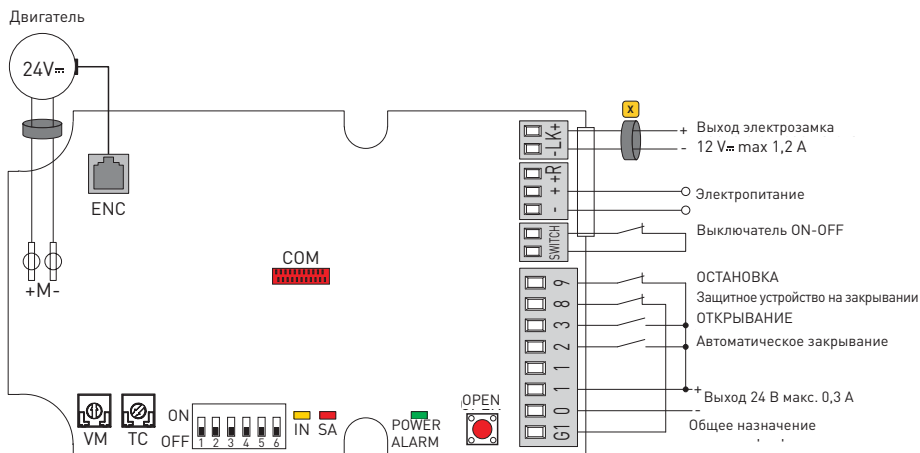 Двигатель
24V⎓
ENC
+M-
COM
VM
TC
ON
OFF
1 2 3 4 5 6
IN SA
POWER
ALARM
OPEN
X
-LK+
- + +R
SWITCH
9
8
3
2
1
1
0
G1
+ Выход электрозамка
- 12 V⎓ max 1,2 А
Электропитание
Выключатель ON-OFF
ОСТАНОВКА
Защитное устройство на закрывании
ОТКРЫВАНИЕ
Автоматическое закрывание
+
Выход 24 В макс. 0,3 А
-
Общее назначение